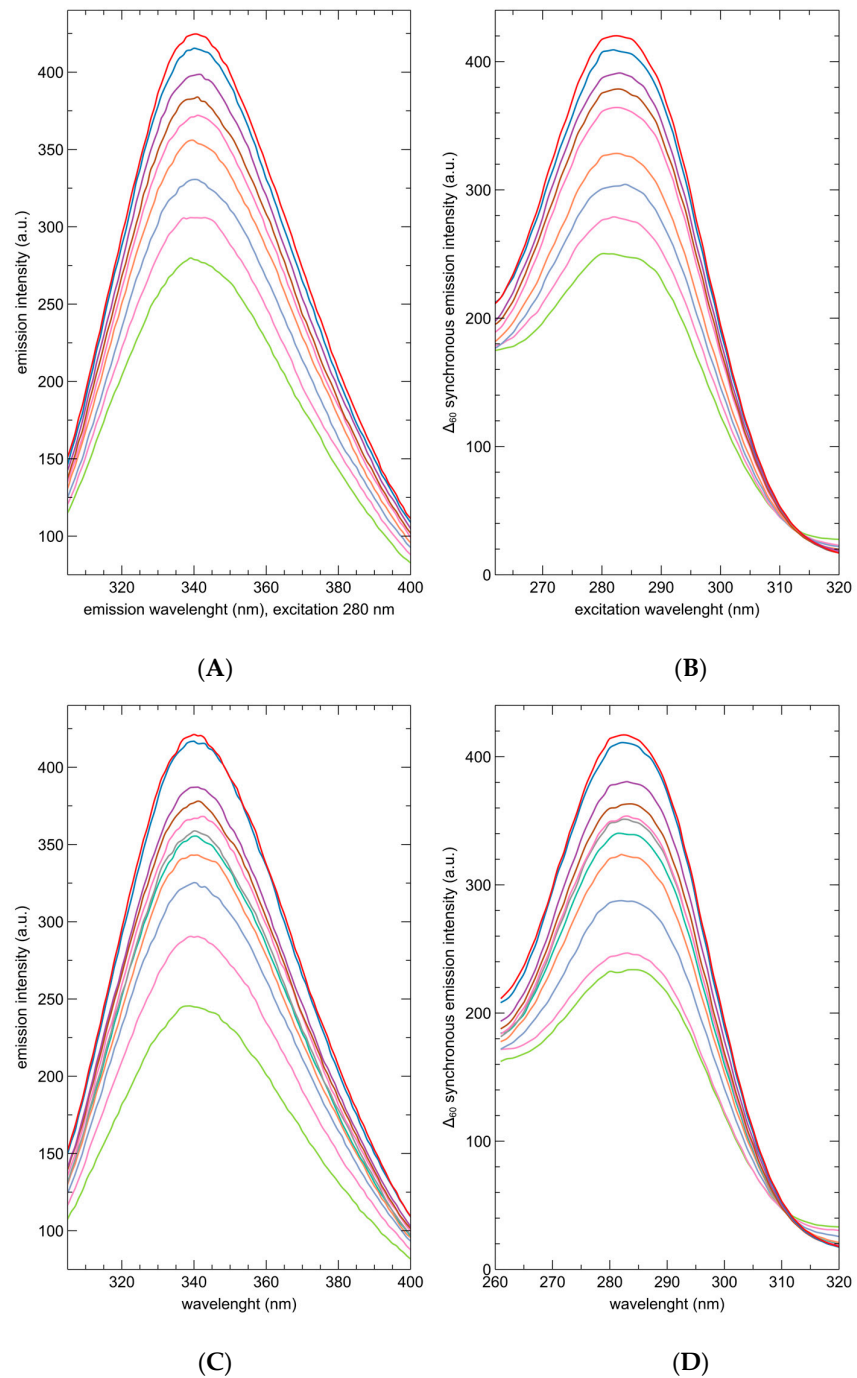 400
350
300
250
200
150
100
emission intensity (a.u.)
320 340 360 380 400
emission wavelenght (nm), excitation 280 nm
(A)
400
300
200
100
0
Δ60 synchronous emission intensity (a.u.)
270 280 290 300 310 320
excitation wavelenght (nm)
(B)
400
350
300
250
200
150
100
emission intensity (a.u.)
320 340 360 380 400
wavelenght (nm)
(C)
400
300
200
100
0
Δ60 synchronous emission intensity (a.u.)
260 270 280 290 300 310 320
wavelenght (nm)
(D)